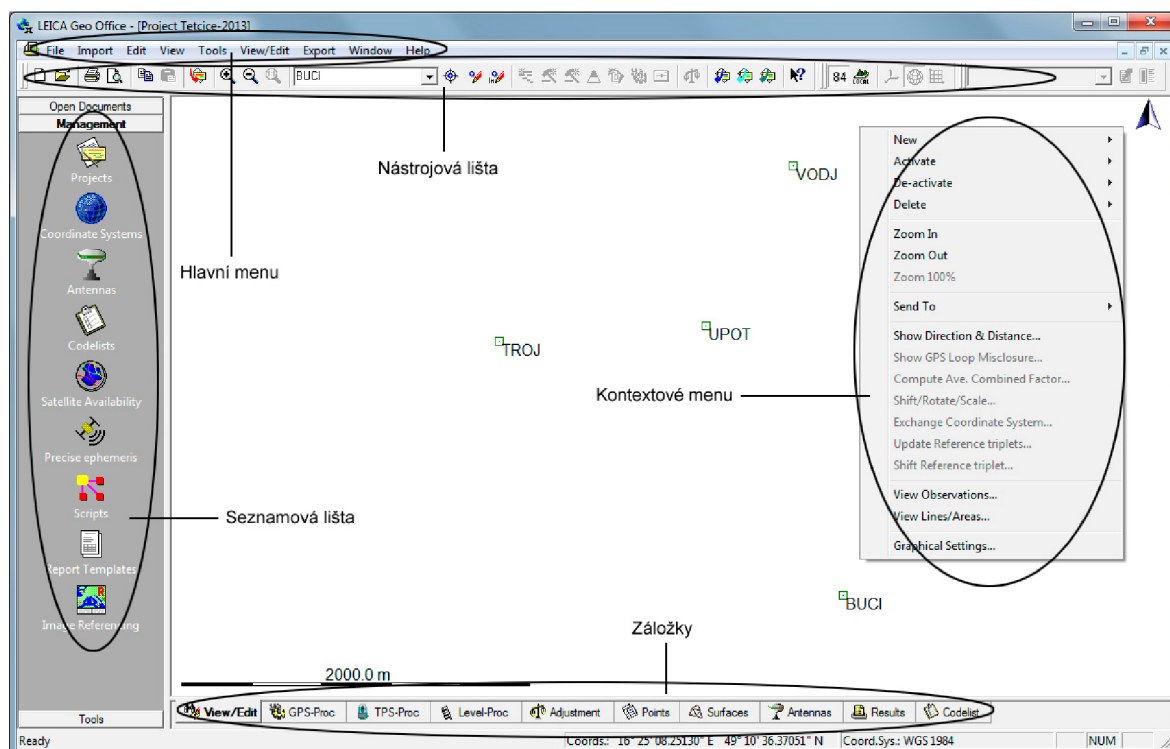 LEICA Geo Office - [Project Tetcice-2013]
File Import Edit View Tools View/Edit Export Window Help
BUCI
84
LOCAL
Open Documents
Management
Projects
Coordinate Systems
Antennas
Codelists
Satellite Availability
Precise ephemeris
Scripts
Report Templates
Image Referencing
Tools
Nástrojová lišta
Hlavní menu
Seznamová lišta
Kontextové menu
Záložky
VODJ
UPOT
TROJ
BUCI
2000.0 m
New
Activate
De-activate
Delete
Zoom In
Zoom Out
Zoom 100%
Send To
Show Direction & Distance...
Show GPS Loop Misclosure...
Compute Ave. Combined Factor...
Shift/Rotate/Scale...
Exchange Coordinate System...
Update Reference triplets...
Shift Reference triplet...
View Observations...
View Lines/Areas...
Graphical Settings...
View/Edit GPS-Proc TPS-Proc Level-Proc Adjustment Points Surfaces Antennas Results Codelist
Ready
Coords.: 16° 25' 08.25130" E 49° 10' 36.37051" N
Coord.Sys.: WGS 1984
NUM